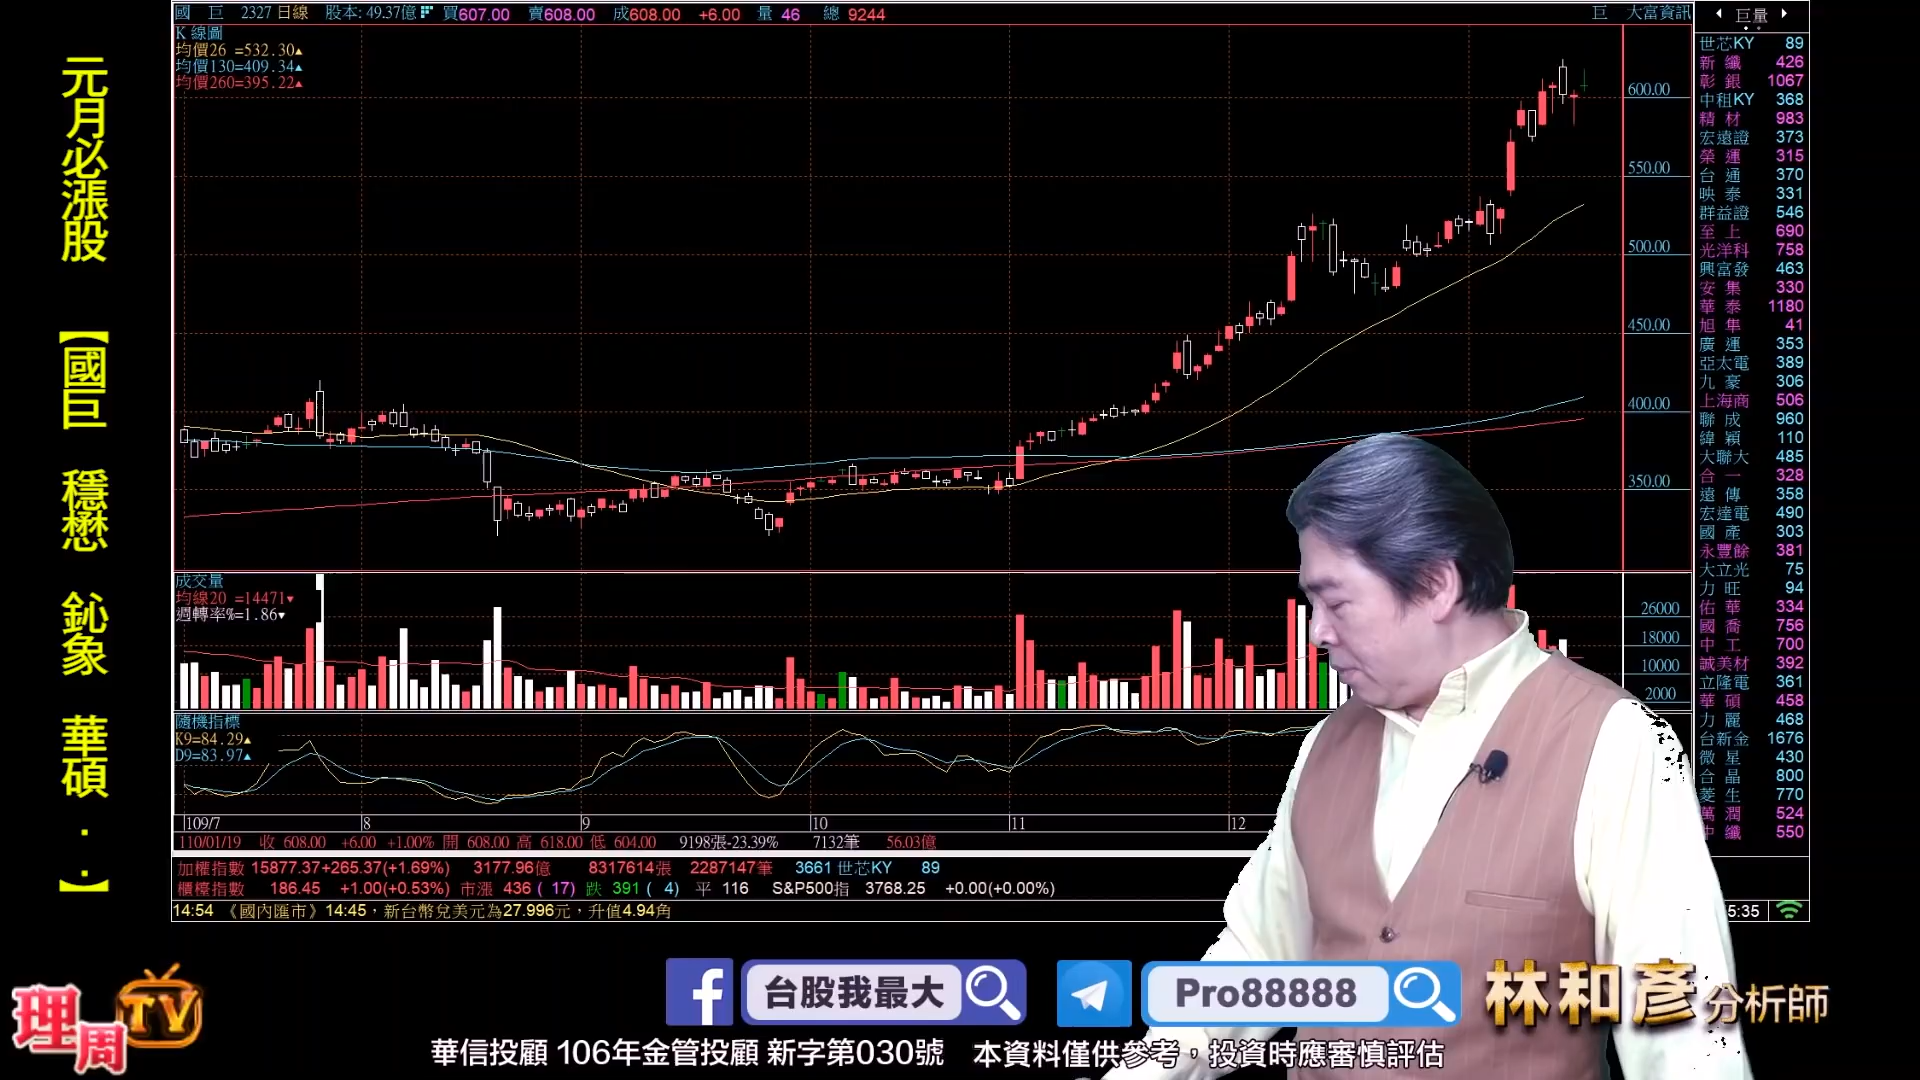 元月必漲股 【國巨 穩懋 鈊象 華碩..】
國 巨 2327 日線 股本: 49.37億 買607.00 賣608.00 成608.00 +6.00 量 46 總 9244 巨 大富資訊
K 線圖
均價26 =532.30▲
均價130=409.34▲
均價260=395.22▲
600.00
550.00
500.00
450.00
400.00
350.00
成交量
均線20 =14471▼
週轉率%=1.86▼
26000
18000
10000
2000
隨機指標
K9=84.29▲
D9=83.97▲
109/7 8 9 10 11 12
110/01/19 收 608.00 +6.00 +1.00% 開 608.00 高 618.00 低 604.00 9198張-23.39% 7132筆 56.03億
加權指數 15877.37+265.37(+1.69%) 3177.96億 8317614張 2287147筆 3661 世芯KY 89
櫃檯指數 186.45 +1.00(+0.53%) 市漲 436 ( 17) 跌 391 ( 4) 平 116 S&P500指 3768.25 +0.00(+0.00%)
14:54 《國內匯市》14:45，新台幣兌美元為27.996元，升值4.94角
5:35
巨量
世芯KY 89
新 纖 426
彰 銀 1067
中租KY 368
精 材 983
宏遠證 373
榮 運 315
台 通 370
映 泰 331
群益證 546
至 上 690
光洋科 758
興富發 463
安 集 330
華 泰 1180
旭 隼 41
廣 運 353
亞太電 389
九 豪 306
上海商 506
聯 成 960
緯 穎 110
大聯大 485
合 一 328
遠 傳 358
宏達電 490
國 產 303
永豐餘 381
大立光 75
力 旺 94
佑 華 334
國 喬 756
中 工 700
誠美材 392
立隆電 361
華 碩 458
力 麗 468
台新金 1676
微 星 430
合 晶 800
菱 生 770
萬 潤 524
中 纖 550
理周TV
f 台股我最大
Pro88888
林和彥 分析師
華信投顧 106年金管投顧 新字第030號 本資料僅供參考，投資時應審慎評估